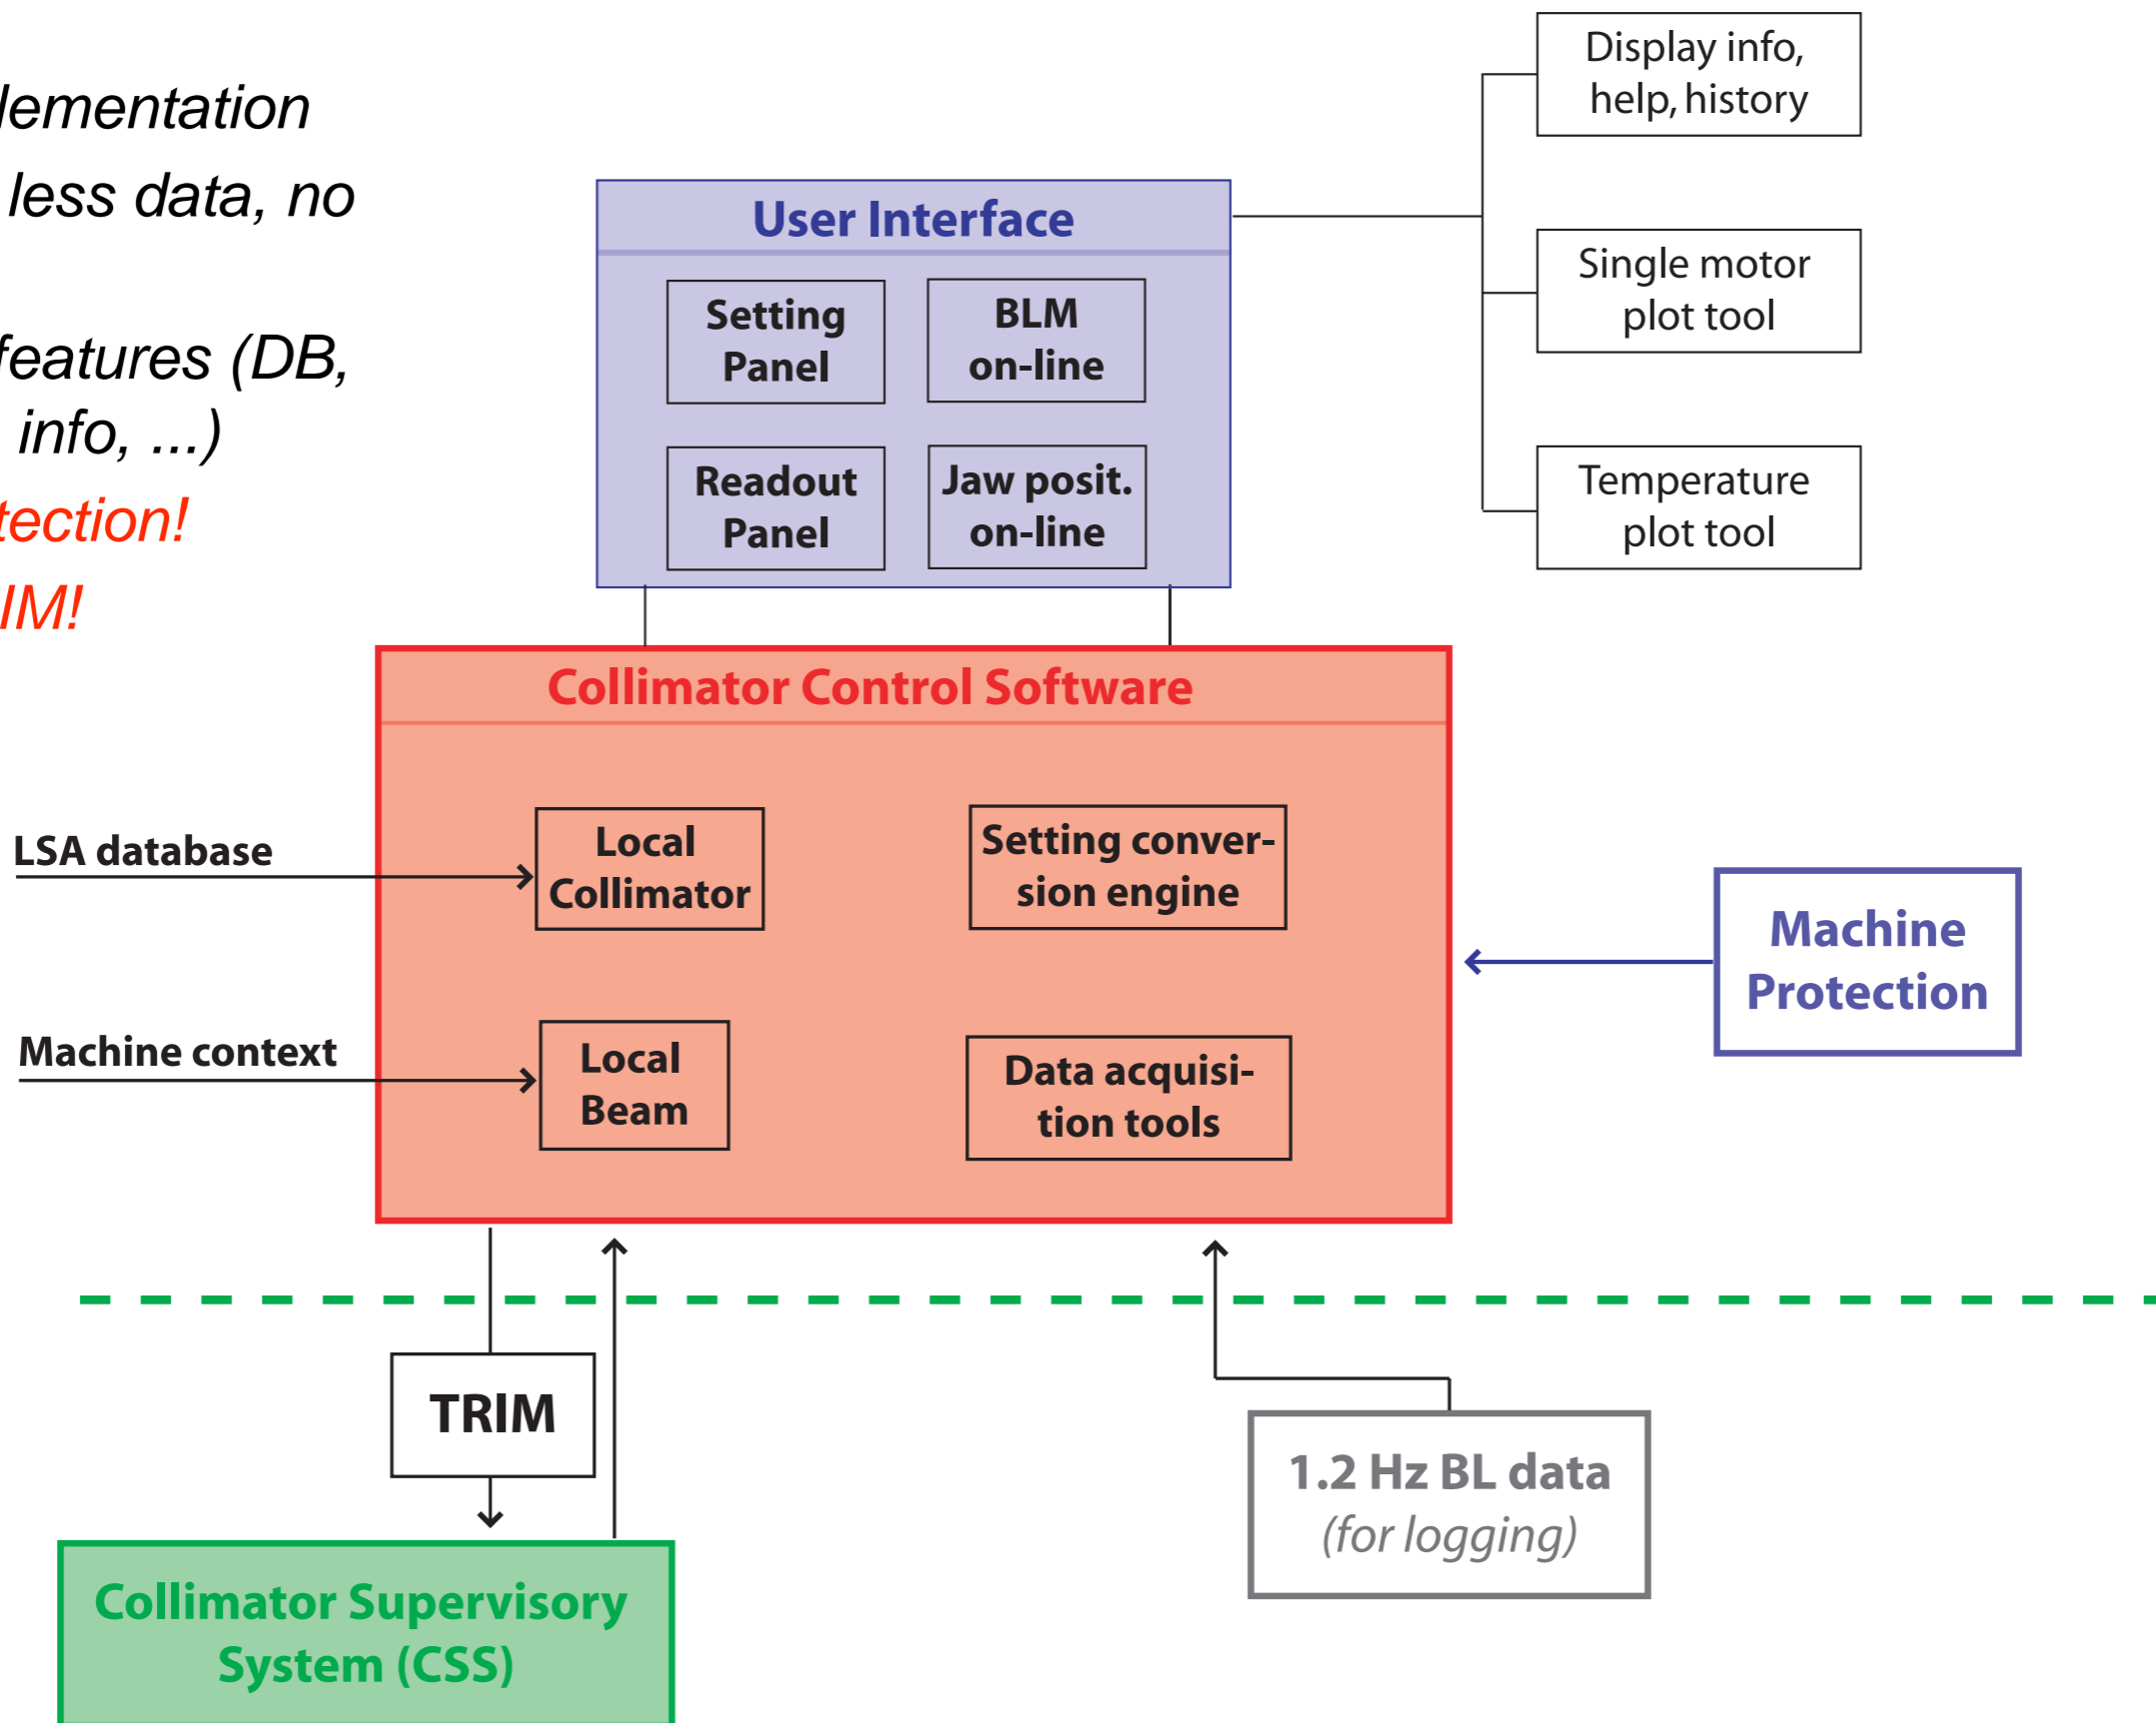 lementation
less data, no
features (DB,
info, ...)
tection!
IM!
Display info,
help, history
Single motor
plot tool
Temperature
plot tool
User Interface
Setting
Panel
BLM
on-line
Readout
Panel
Jaw posit.
on-line
Collimator Control Software
LSA database
Local
Collimator
Setting conver-
sion engine
Machine context
Local
Beam
Data acquisi-
tion tools
Machine
Protection
TRIM
1.2 Hz BL data
(for logging)
Collimator Supervisory
System (CSS)